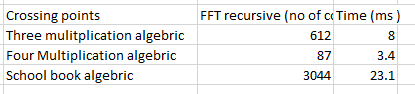 Crossing points FFT recursive (no of co Time (ms )
Three mulitplication algebric 612 8
Four Multiplication algebric 87 3.4
School book algebric 3044 23.1